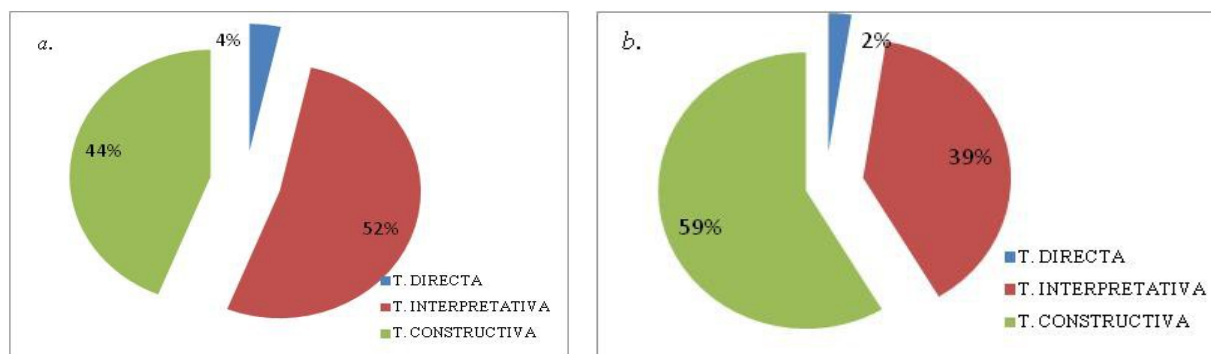 a.
4%
44%
52%
T. DIRECTA
T. INTERPRETATIVA
T. CONSTRUCTIVA
b.
2%
39%
59%
T. DIRECTA
T. INTERPRETATIVA
T. CONSTRUCTIVA